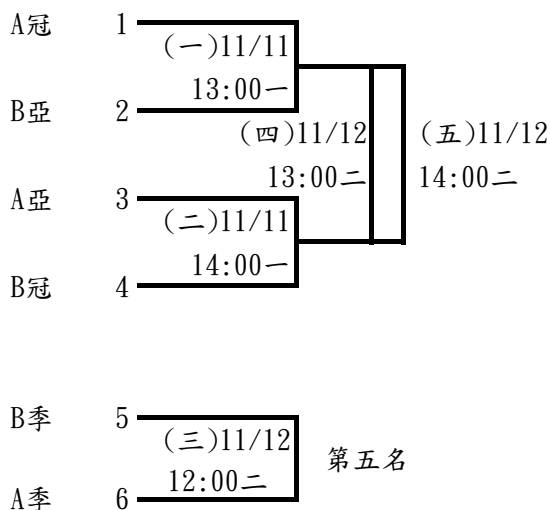 A冠 1
(一)11/11
13:00一
B亞 2
(四)11/12
(五)11/12
13:00二
14:00二
A亞 3
(二)11/11
14:00一
B冠 4
B季 5
(三)11/12
第五名
12:00二
A季 6